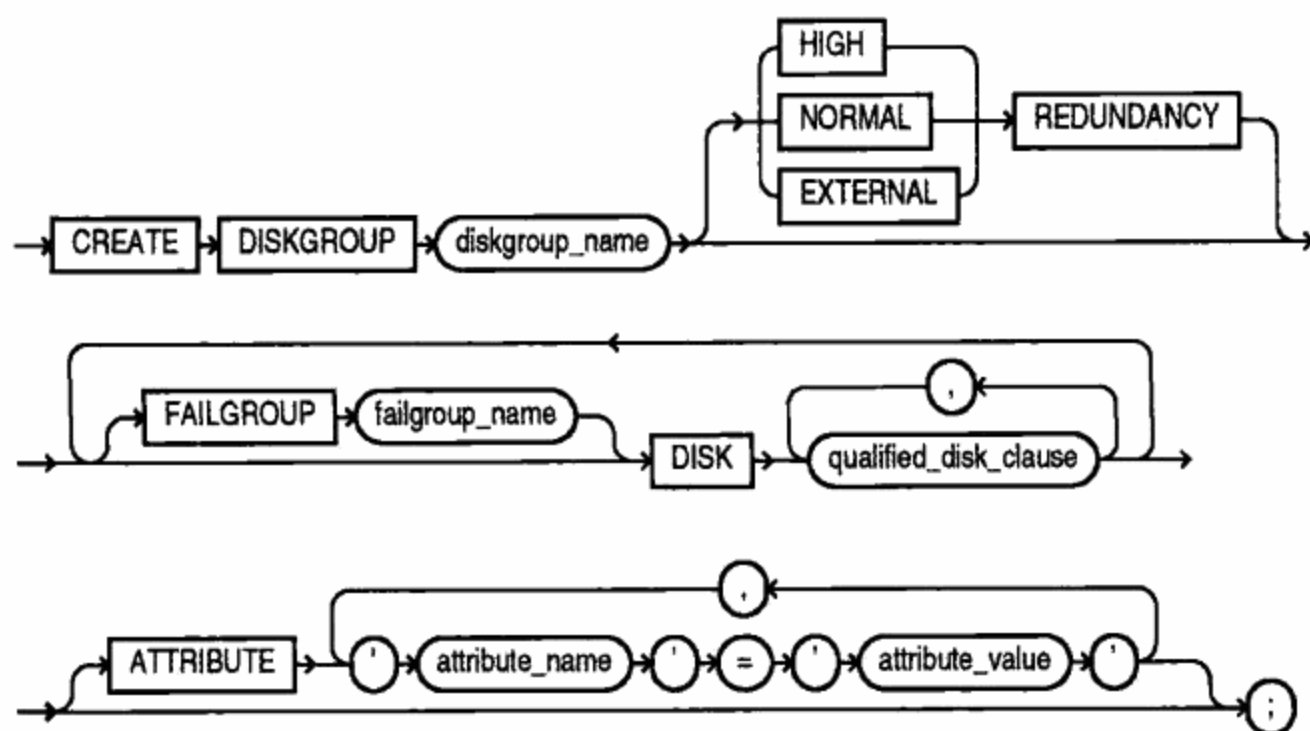 HIGH
NORMAL
REDUNDANCY
EXTERNAL
CREATE DISKGROUP diskgroup_name
,
FAILGROUP failgroup_name
DISK qualified_disk_clause
,
ATTRIBUTE ' attribute_name ' = ' attribute_value '
;